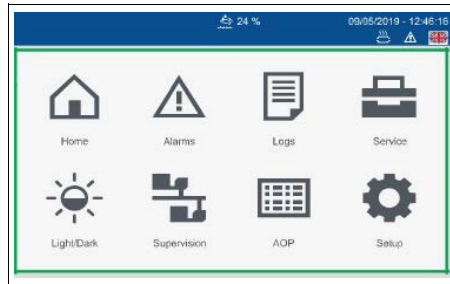 24 %
09/05/2019 - 12:46:16
Home
Alarms
Logs
Service
Light/Dark
Supervision
AOP
Setup